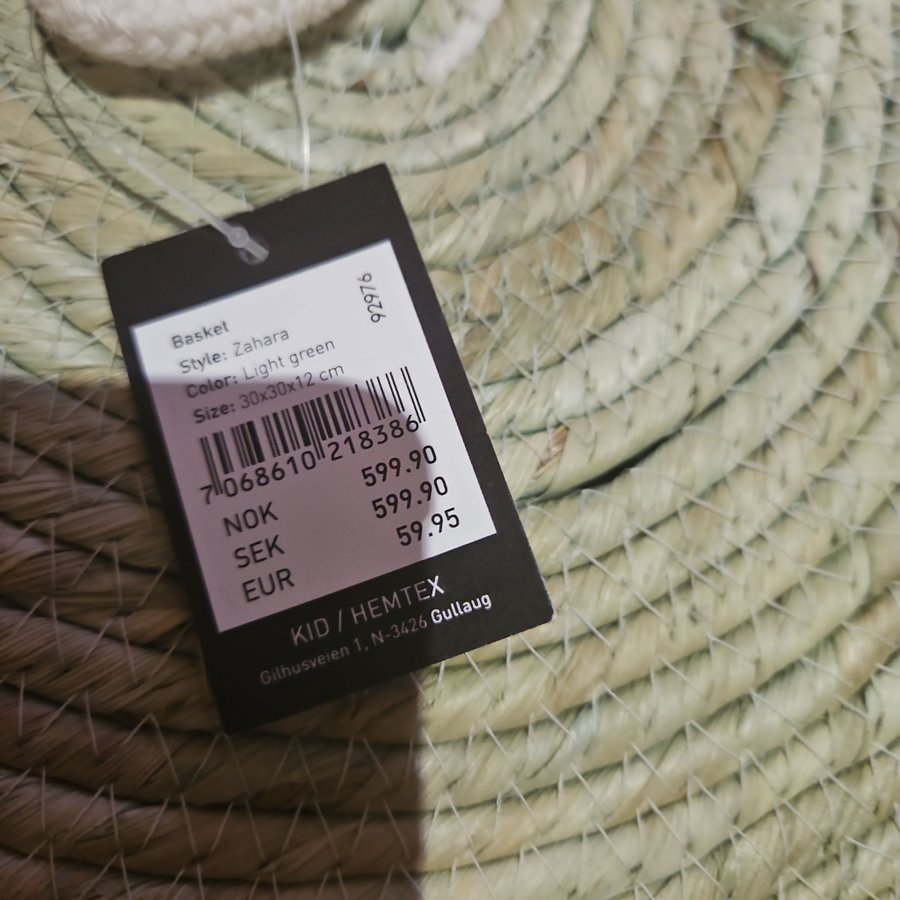 Basket
Style: Zahara
Color: Light green
Size: 30x30x12 cm
92976
7 068610 218386
NOK 599.90
SEK 599.90
EUR 59.95
KID / HEMTEX
Gilhusveien 1, N-3426 Gullaug